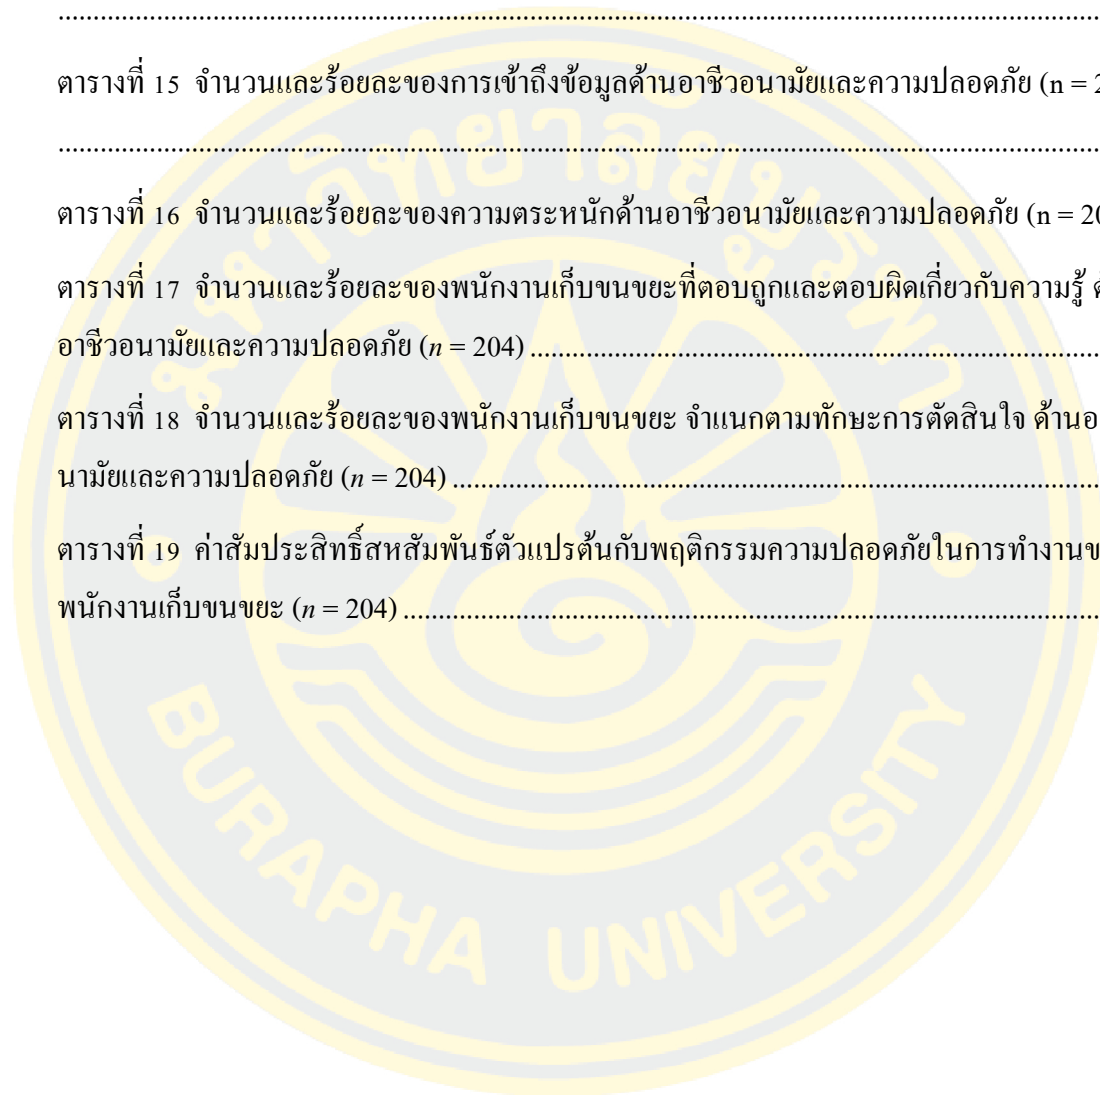 ................................................................................
ตารางที่ 15 จำนวนและร้อยละของการเข้าถึงข้อมูลด้านอาชีวอนามัยและความปลอดภัย (n = 2
................................................................................
ตารางที่ 16 จำนวนและร้อยละของความตระหนักด้านอาชีวอนามัยและความปลอดภัย (n = 20
ตารางที่ 17 จำนวนและร้อยละของพนักงานเก็บขนขยะที่ตอบถูกและตอบผิดเกี่ยวกับความรู้
อาชีวอนามัยและความปลอดภัย (n = 204) ................................................................................
ตารางที่ 18 จำนวนและร้อยละของพนักงานเก็บขนขยะ จำแนกตามทักษะการตัดสินใจ ด้านอ
นามัยและความปลอดภัย (n = 204) ................................................................................
ตารางที่ 19 ค่าสัมประสิทธิ์สหสัมพันธ์ตัวแปรต้นกับพฤติกรรมความปลอดภัยในการทำงานข
พนักงานเก็บขนขยะ (n = 204) ................................................................................
มหาวิทยาลัยบูรพา
BURAPHA UNIVERSITY